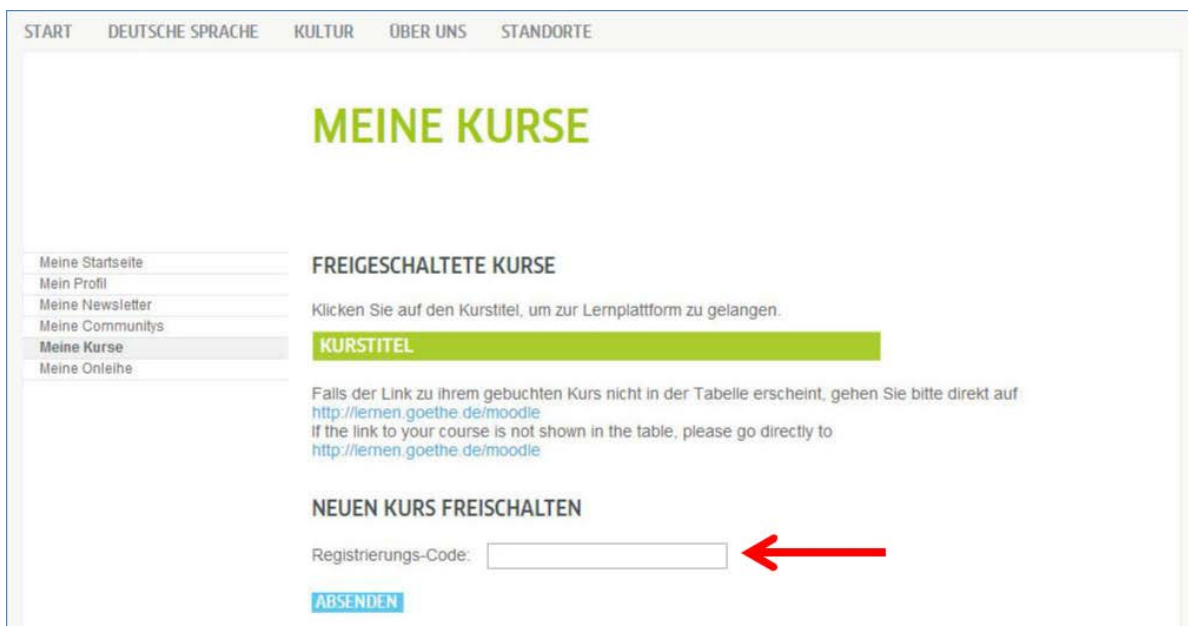 START DEUTSCHE SPRACHE KULTUR ÜBER UNS STANDORTE
MEINE KURSE
Meine Startseite
Mein Profil
Meine Newsletter
Meine Communitys
Meine Kurse
Meine Onleihe
FREIGESCHALTETE KURSE
Klicken Sie auf den Kurstitel, um zur Lernplattform zu gelangen.
KURSTITEL
Falls der Link zu ihrem gebuchten Kurs nicht in der Tabelle erscheint, gehen Sie bitte direkt auf
http://lernen.goethe.de/moodle
If the link to your course is not shown in the table, please go directly to
http://lernen.goethe.de/moodle
NEUEN KURS FREISCHALTEN
Registrierungs-Code:
ABSENDEN